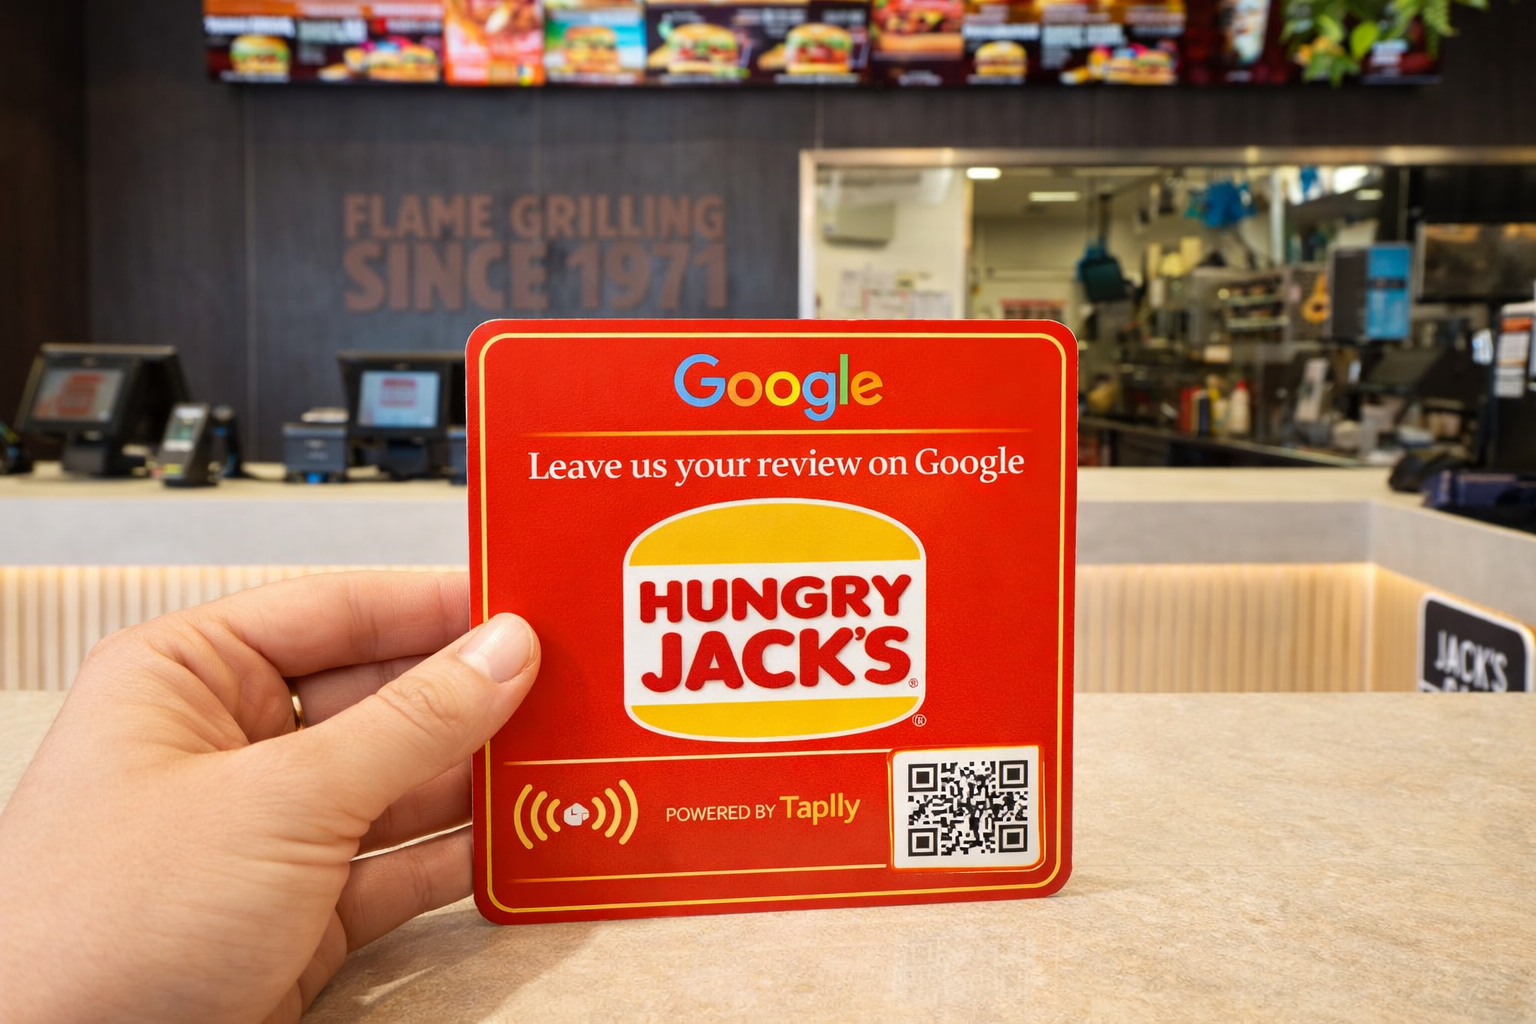 FLAME GRILLING
SINCE 1971
Google
Leave us your review on Google
HUNGRY
JACK'S
®
®
POWERED BY Taplly
JACK'S